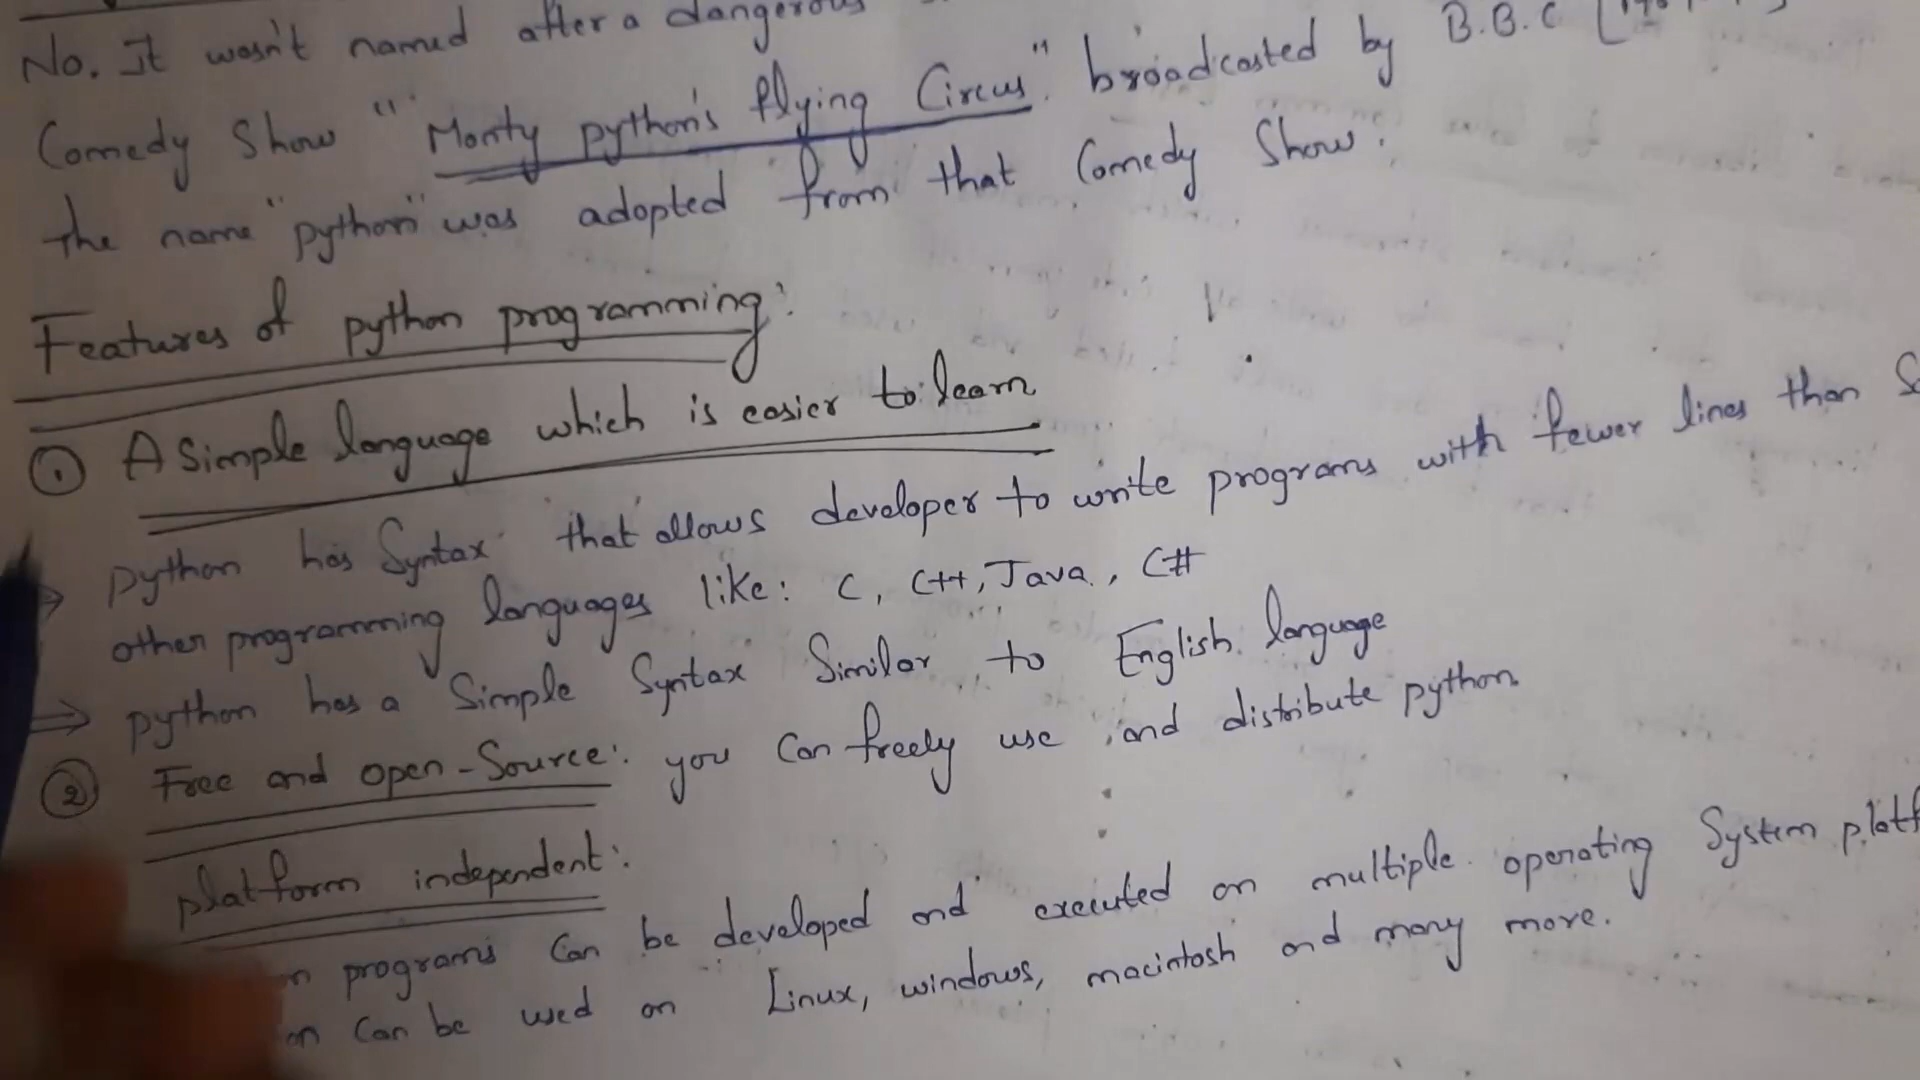 No. It wasn't named after a dangerous
Comedy Show "Monty python's flying Circus" broadcasted by B.B.C
The name "python" was adopted from that Comedy Show.
Features of python programming:
① A Simple language which is easier to learn
python has Syntax that allows developer to write programs with fewer lines than
other programming languages like: C, C++, Java, C#
⇒ python has a Simple Syntax Similar to English language
② Free and open-Source: you Can freely use and distribute python
platform independent:
programs Can be developed and executed on multiple operating System
Can be used on Linux, windows, macintosh and many more.